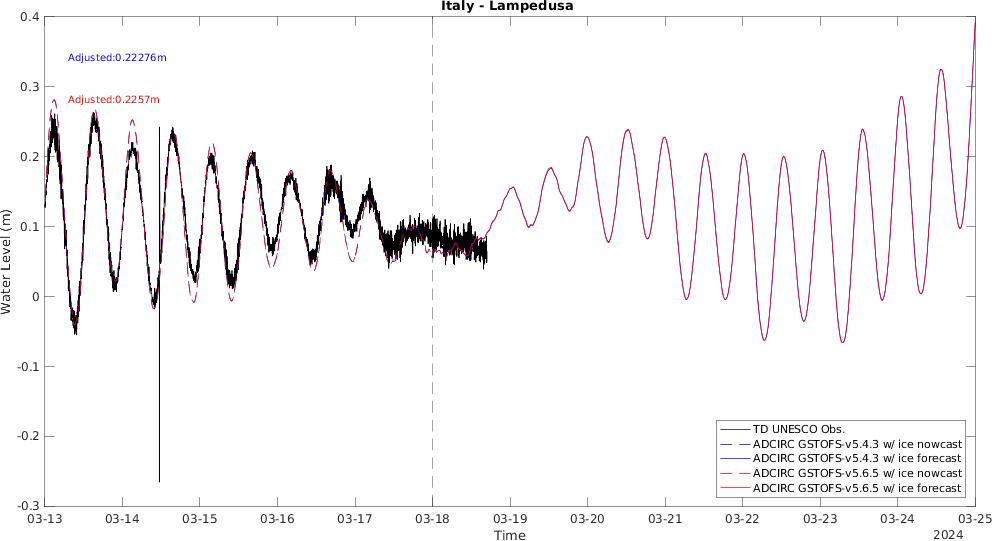 Italy - Lampedusa
0.4
0.3
0.2
0.1
0
-0.1
-0.2
-0.3
Water Level (m)
Adjusted:0.22276m
Adjusted:0.2257m
TD UNESCO Obs.
ADCIRC GSTOFS-v5.4.3 w/ ice nowcast
ADCIRC GSTOFS-v5.4.3 w/ ice forecast
ADCIRC GSTOFS-v5.6.5 w/ ice nowcast
ADCIRC GSTOFS-v5.6.5 w/ ice forecast
03-13 03-14 03-15 03-16 03-17 03-18 03-19 03-20 03-21 03-22 03-23 03-24 03-25
Time
2024